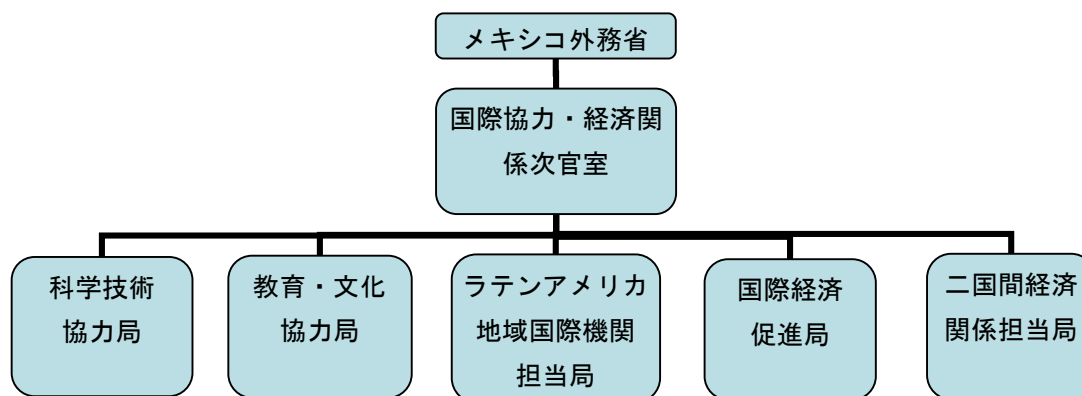 メキシコ外務省
国際協力・経済関
係次官室
科学技術
協力局
教育・文化
協力局
ラテンアメリカ
地域国際機関
担当局
国際経済
促進局
二国間経済
関係担当局